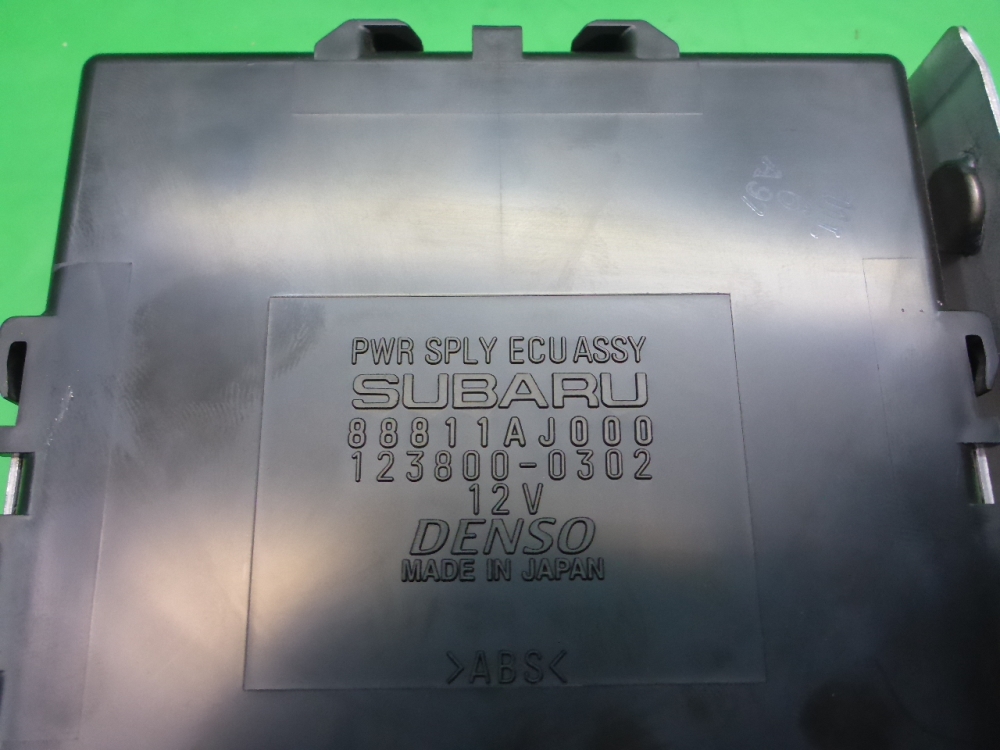 PWR SPLY ECU ASSY
SUBARU
88811AJ000
123800-0302
12V
DENSO
MADE IN JAPAN
>ABS<